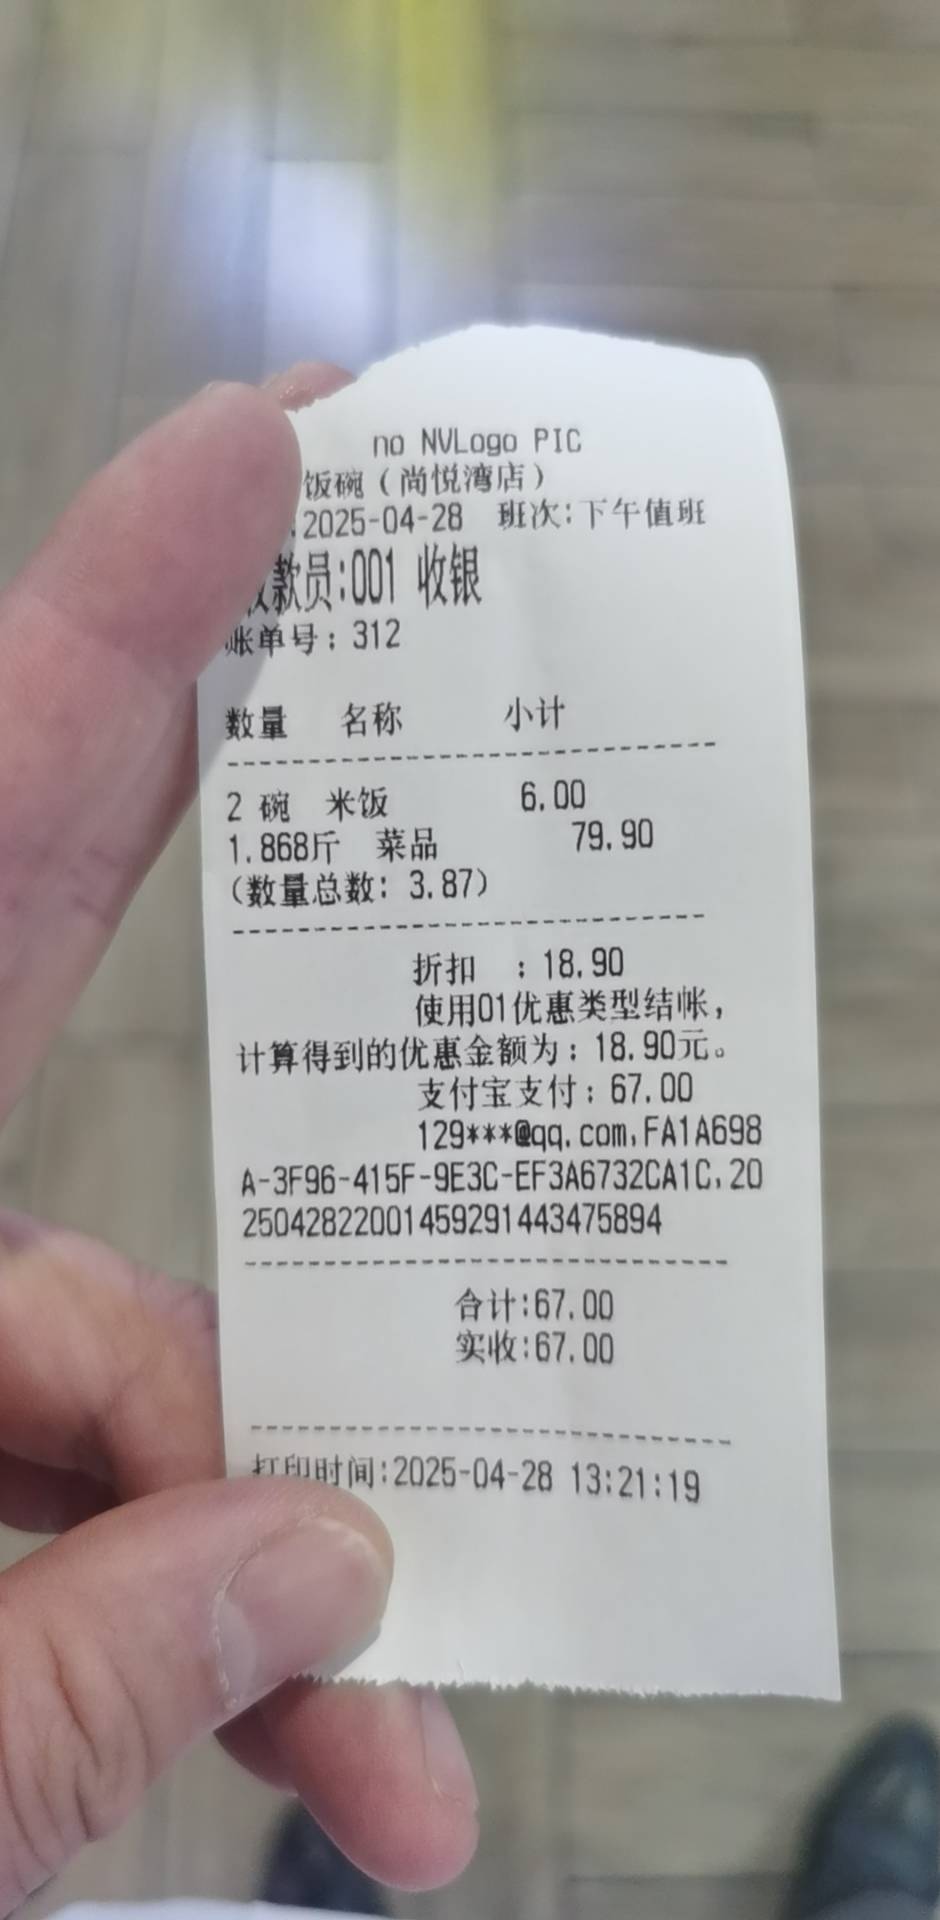 no NVLogo PIC
饭碗（尚悦湾店）
:2025-04-28 班次:下午值班
款员:001 收银
账单号：312
数量 名称 小计
2 碗 米饭 6.00
1.868斤 菜品 79.90
(数量总数: 3.87)
折扣 ：18.90
使用01优惠类型结帐，
计算得到的优惠金额为：18.90元。
支付宝支付：67.00
129***@qq.com,FA1A698
A-3F96-415F-9E3C-EF3A6732CA1C,20
25042822001459291443475894
合计:67.00
实收:67.00
打印时间:2025-04-28 13:21:19